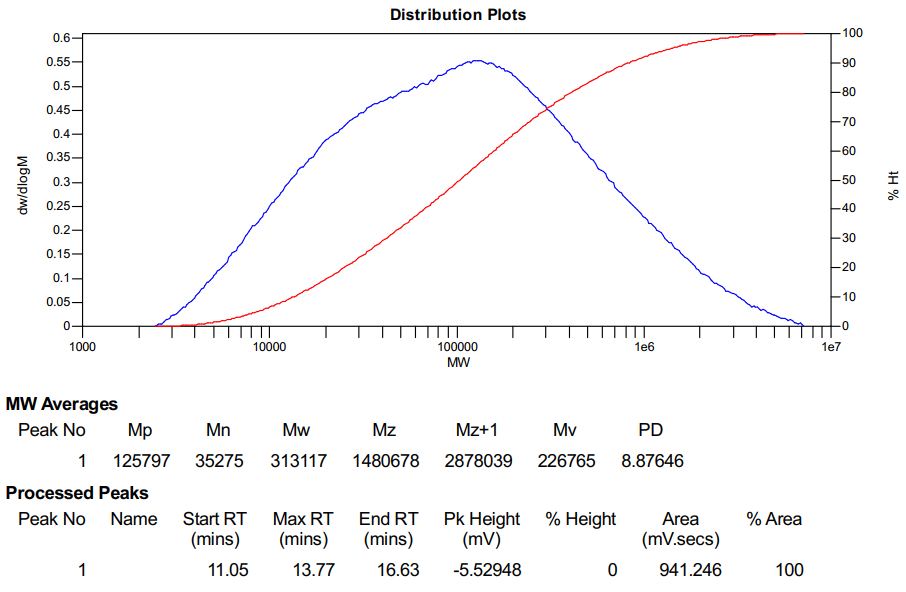 Distribution Plots
dw/dlogM
0.6
0.55
0.5
0.45
0.4
0.35
0.3
0.25
0.2
0.15
0.1
0.05
0
100
90
80
70
60
50
40
30
20
10
0
% Ht
1000 10000 100000 1e6 1e7
MW
MW Averages
Peak No Mp Mn Mw Mz Mz+1 Mv PD
1 125797 35275 313117 1480678 2878039 226765 8.87646
Processed Peaks
Peak No Name Start RT Max RT End RT Pk Height % Height Area % Area
(mins) (mins) (mins) (mV) (mV.secs)
1 11.05 13.77 16.63 -5.52948 0 941.246 100